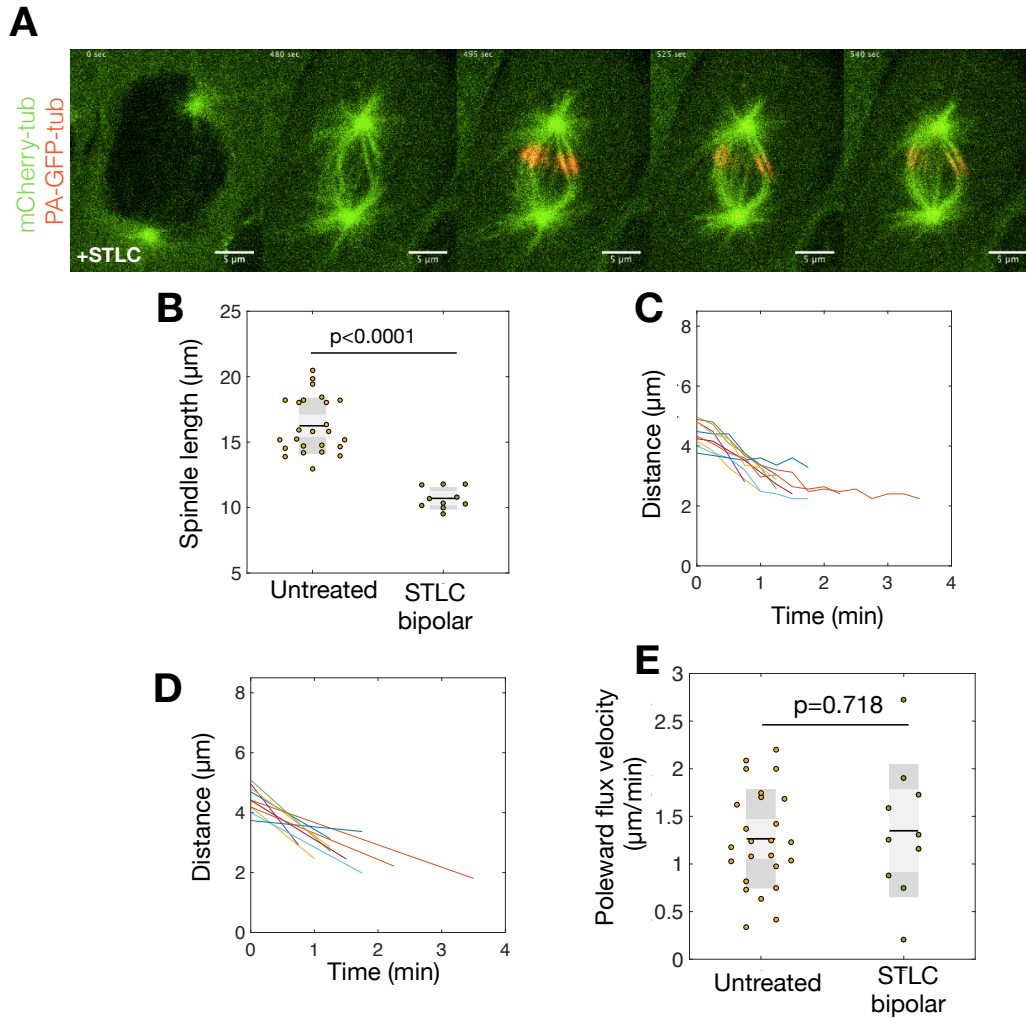 A
mCherry-tub
PA-GFP-tub
0 sec
480 sec
495 sec
525 sec
540 sec
+STLC
5 µm
5 µm
5 µm
5 µm
5 µm
B
Spindle length (µm)
25
20
15
10
5
p<0.0001
Untreated
STLC
bipolar
C
Distance (µm)
8
6
4
2
0
0 1 2 3 4
Time (min)
D
Distance (µm)
8
6
4
2
0
0 1 2 3 4
Time (min)
E
Poleward flux velocity
(µm/min)
3
2.5
2
1.5
1
0.5
0
p=0.718
Untreated
STLC
bipolar